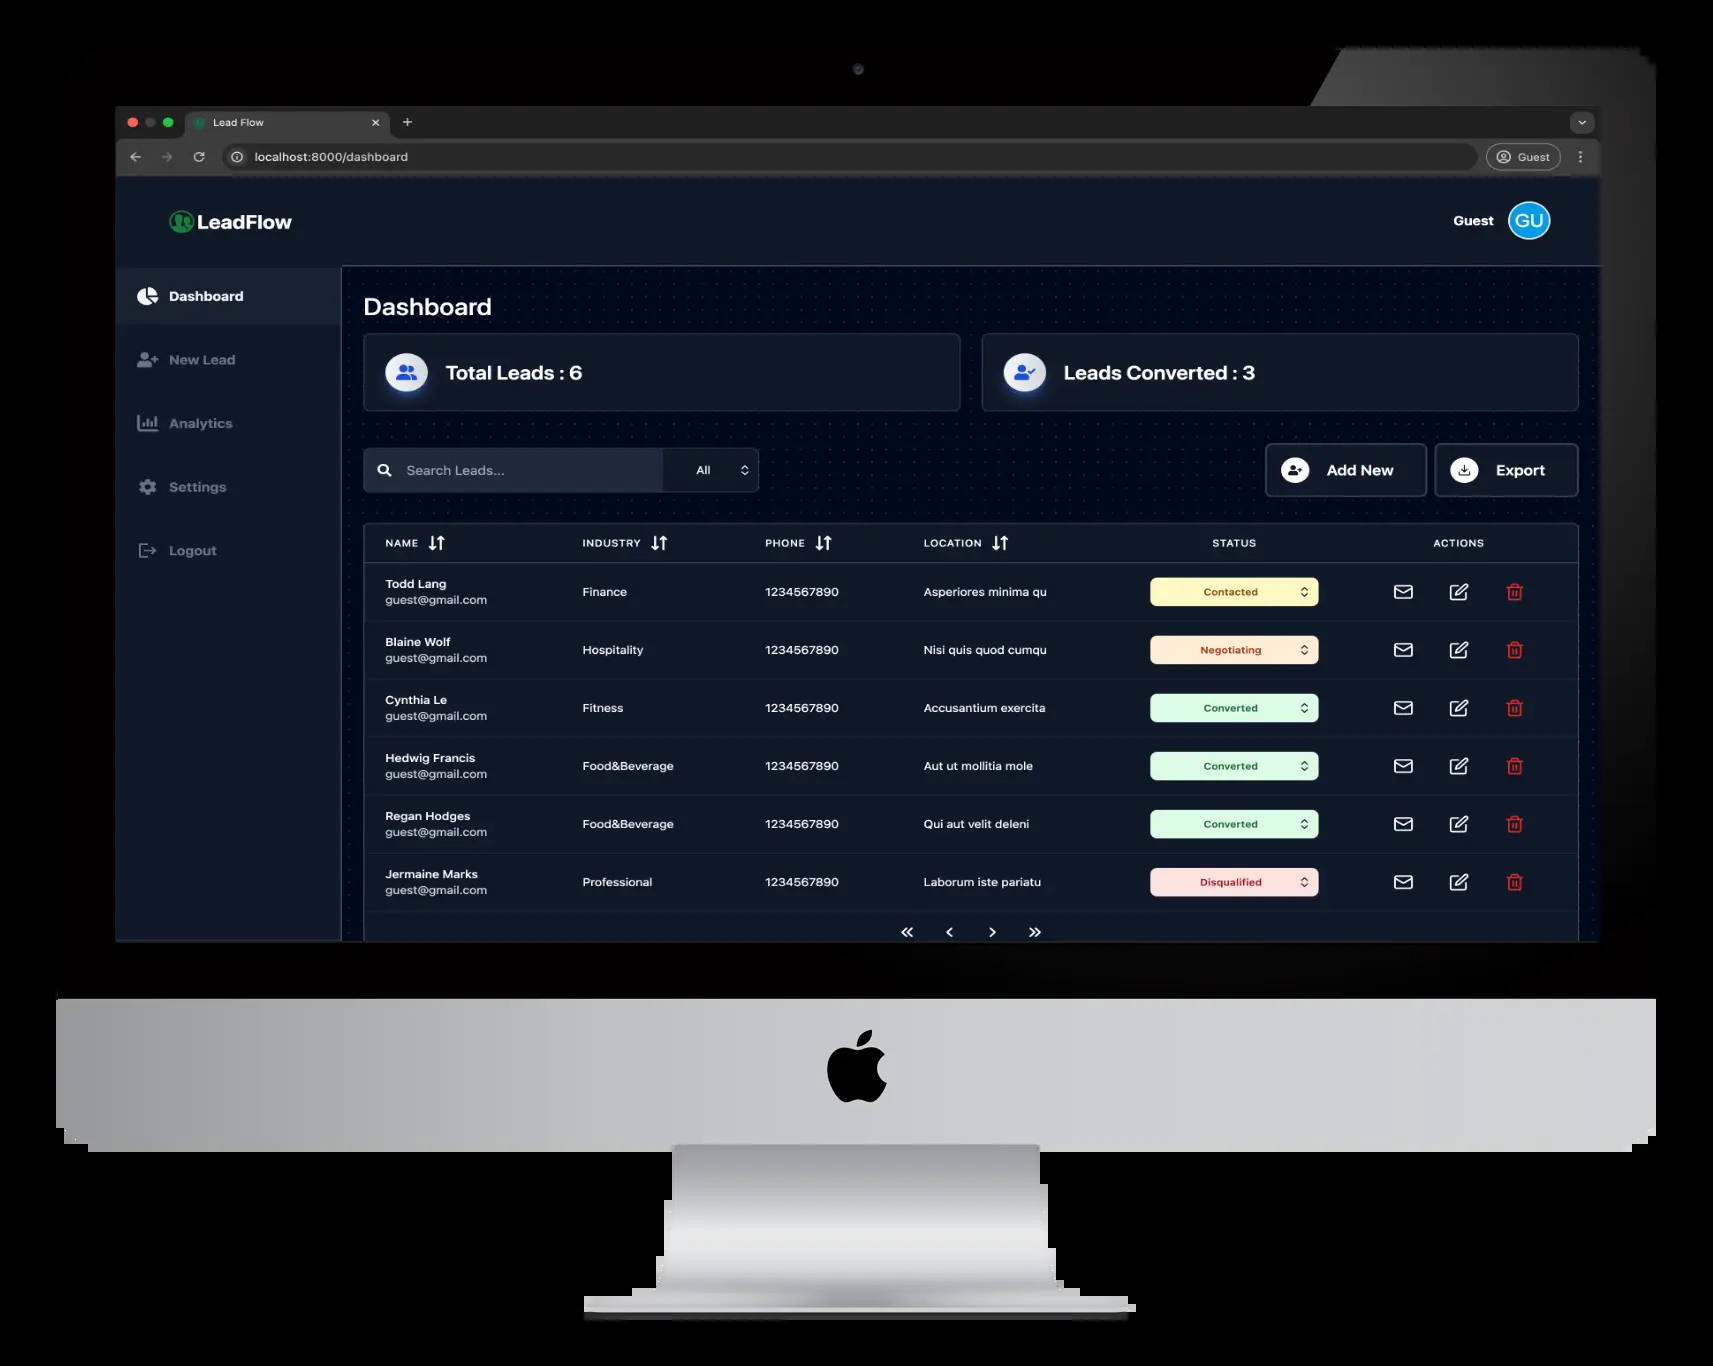 Lead Flow
localhost:8000/dashboard
Guest
LeadFlow
Guest GU
Dashboard
New Lead
Analytics
Settings
Logout
Dashboard
Total Leads : 6
Leads Converted : 3
Search Leads...
All
Add New
Export
NAME INDUSTRY PHONE LOCATION STATUS ACTIONS
Todd Lang
guest@gmail.com
Finance 1234567890 Asperiores minima qu Contacted
Blaine Wolf
guest@gmail.com
Hospitality 1234567890 Nisi quis quod cumqu Negotiating
Cynthia Le
guest@gmail.com
Fitness 1234567890 Accusantium exercita Converted
Hedwig Francis
guest@gmail.com
Food&Beverage 1234567890 Aut ut mollitia mole Converted
Regan Hodges
guest@gmail.com
Food&Beverage 1234567890 Qui aut velit deleni Converted
Jermaine Marks
guest@gmail.com
Professional 1234567890 Laborum iste pariatu Disqualified